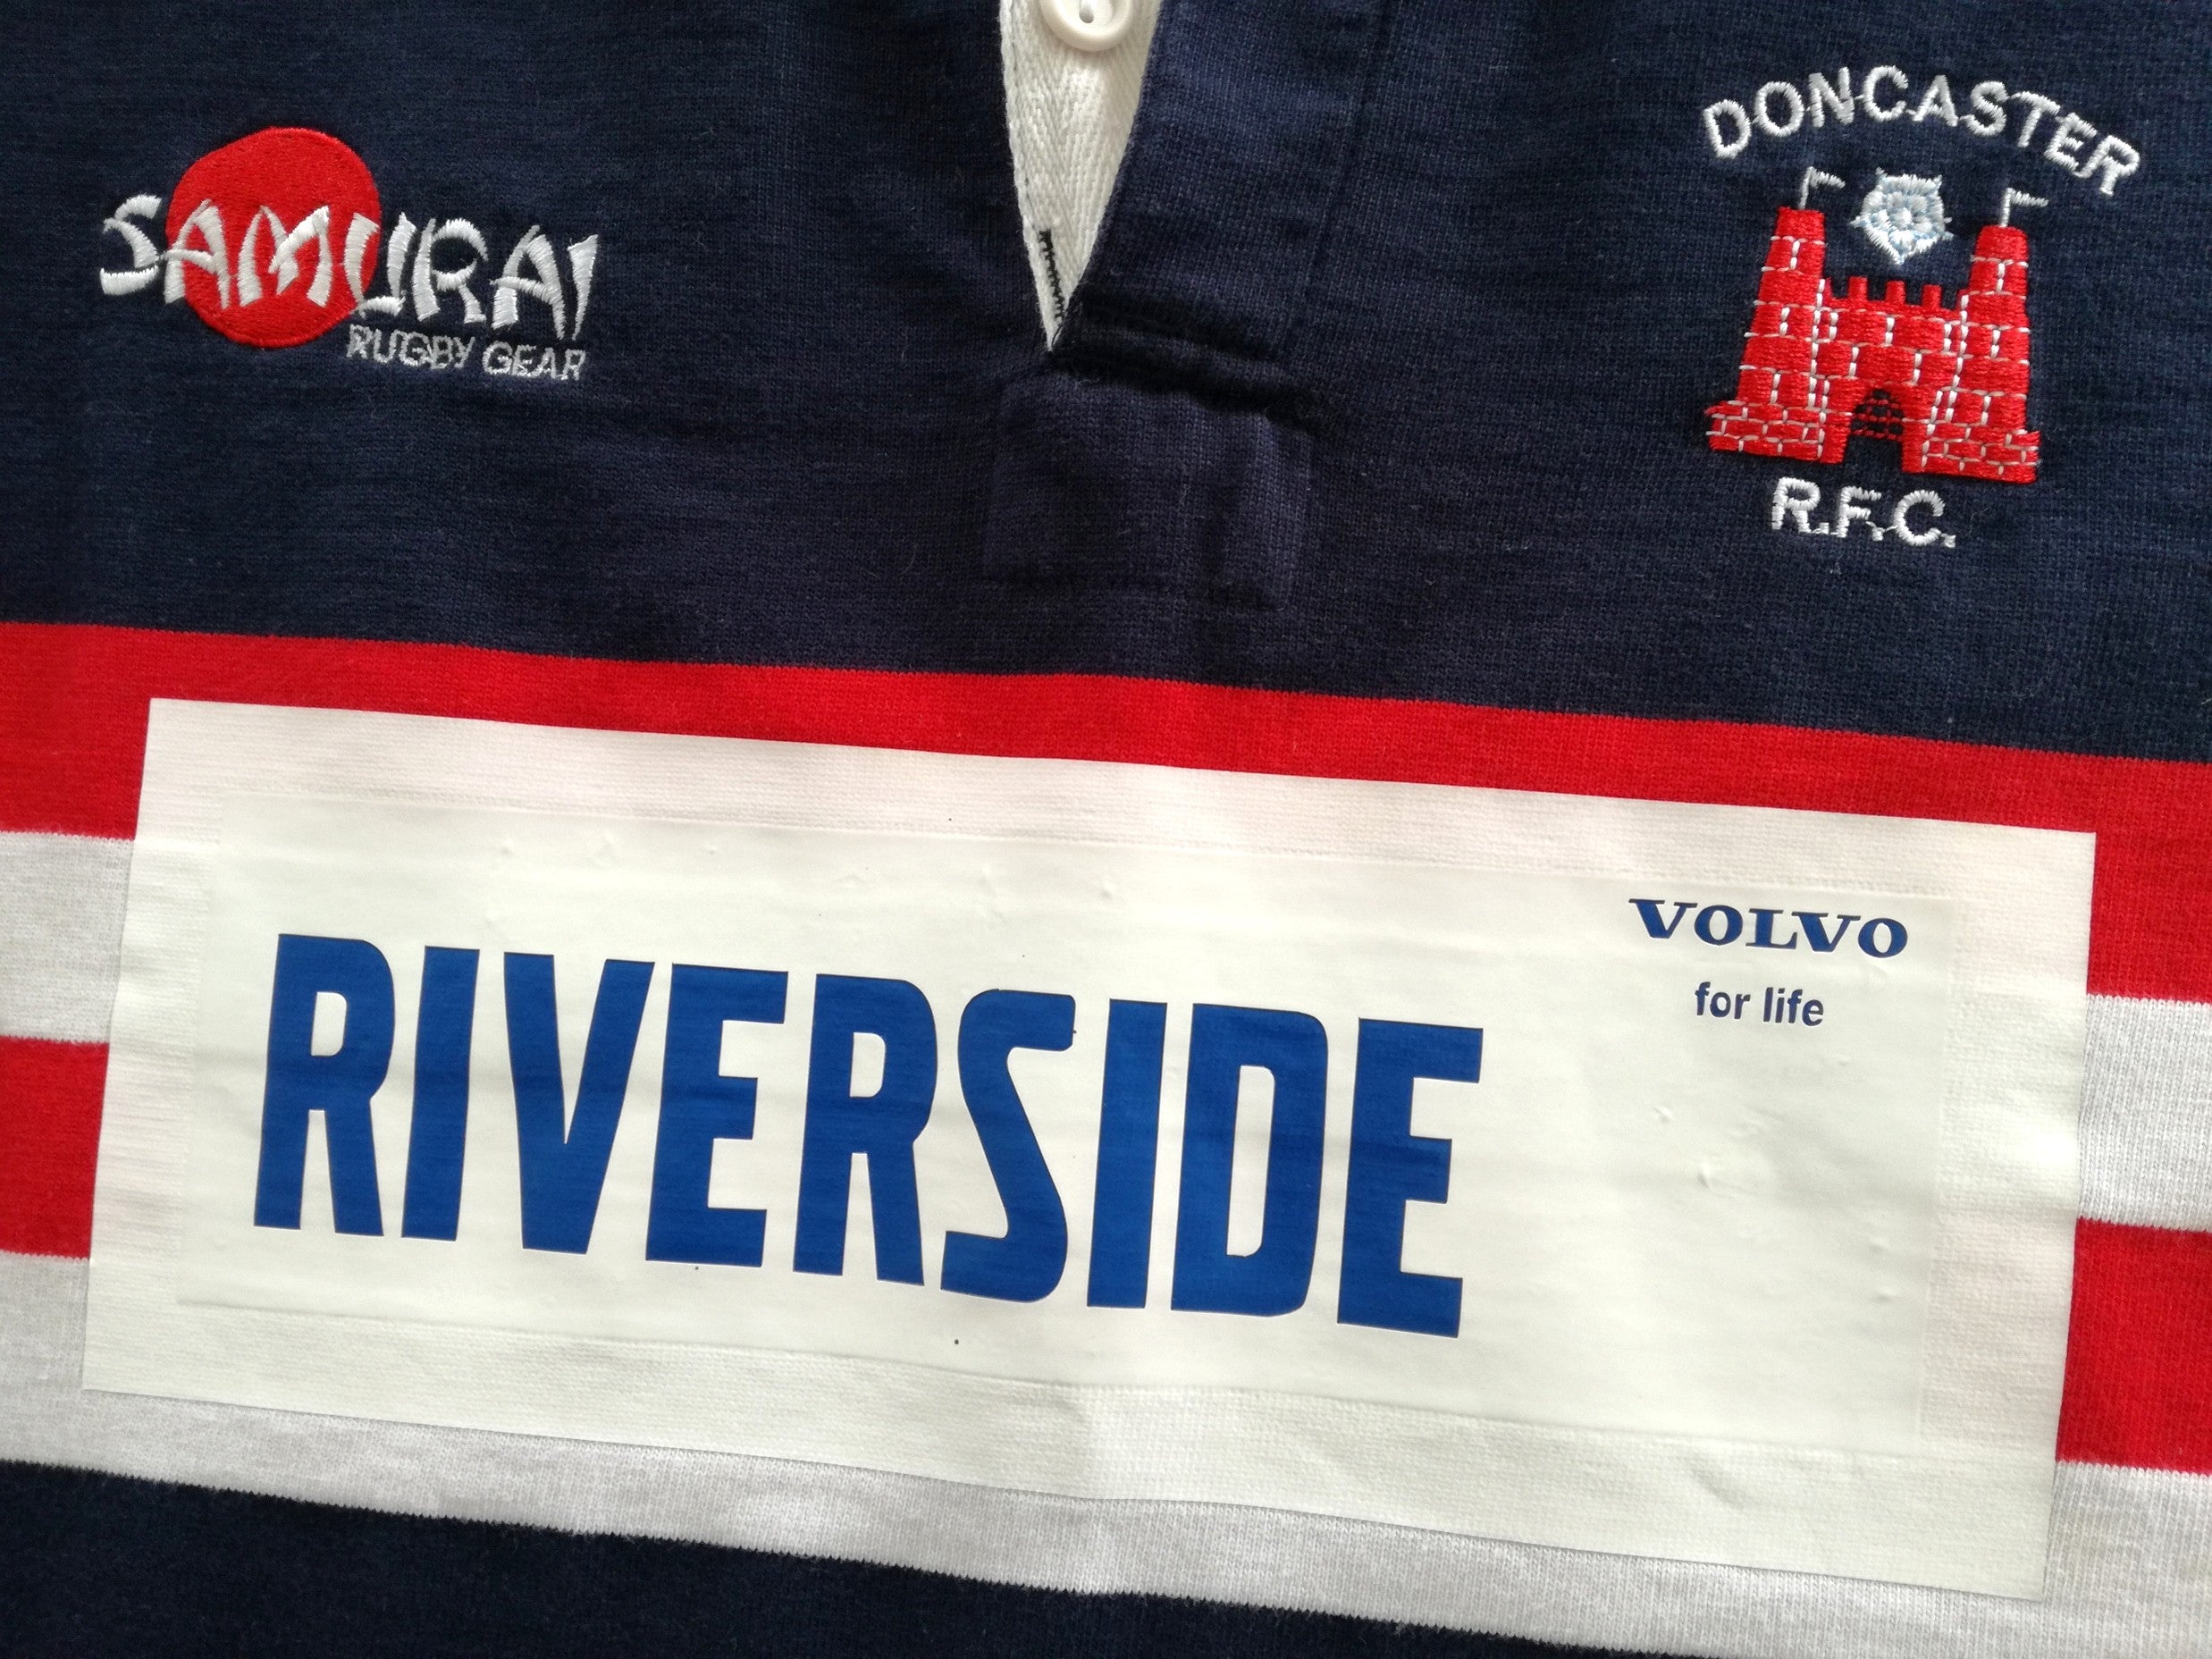 SAMURAI
RUGBY GEAR
DONCASTER
R.F.C.
RIVERSIDE
VOLVO
for life